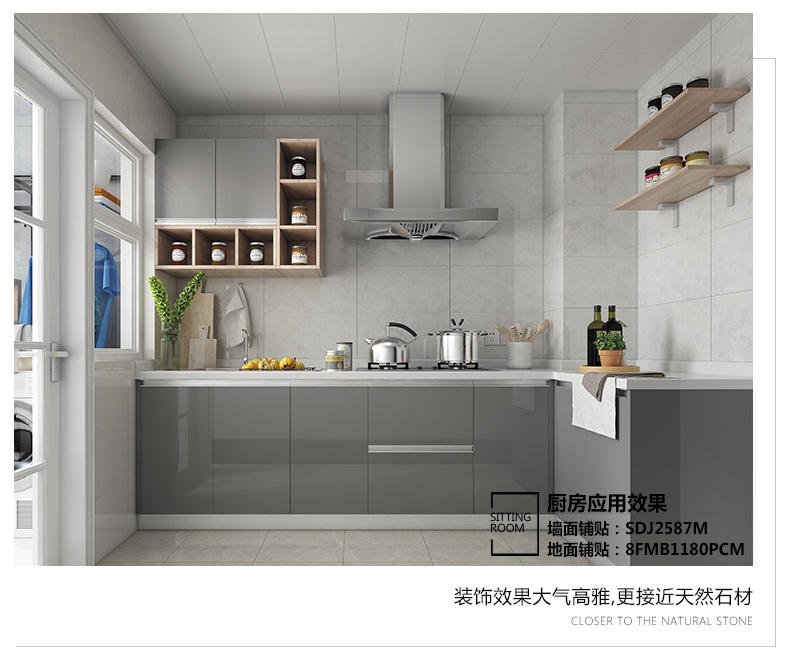 SITTING
ROOM
厨房应用效果
墙面铺贴：SDJ2587M
地面铺贴：8FMB1180PCM
装饰效果大气高雅,更接近天然石材
CLOSER TO THE NATURAL STONE